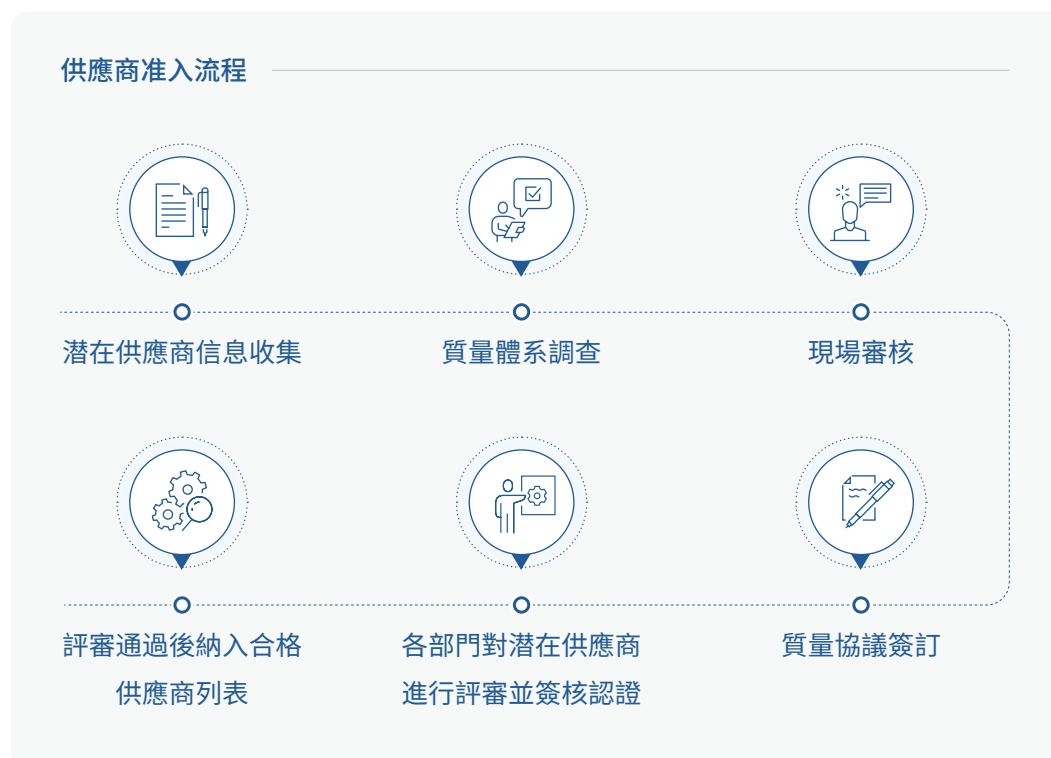 供應商准入流程
潛在供應商信息收集
質量體系調查
現場審核
評審通過後納入合格
供應商列表
各部門對潛在供應商
進行評審並簽核認證
質量協議簽訂